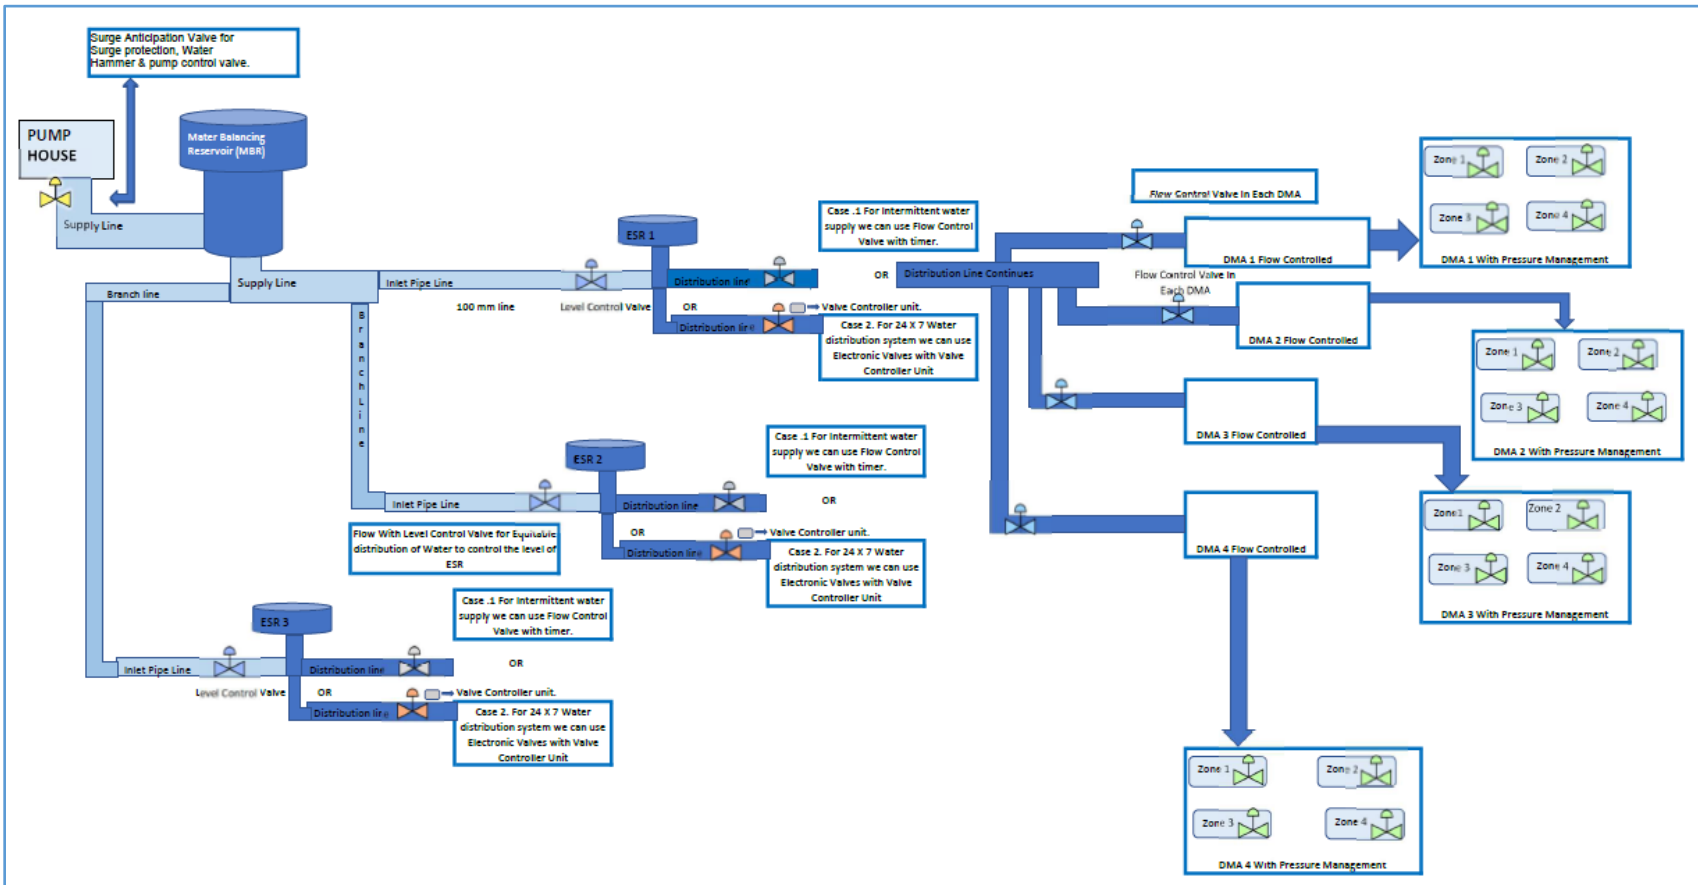 Surge Anticipation Valve for
Surge protection, Water
Hammer & pump control valve.
PUMP
HOUSE
Mater Balancing
Reservoir (MBR)
Supply Line
Branch line
Supply Line
Inlet Pipe Line
100 mm line
Level Control Valve
ESR 1
Distribution line
OR
Distribution line
Valve Controller unit.
Case .1 For Intermittent water
supply we can use Flow Control
Valve with timer.
OR
Case 2. For 24 X 7 Water
distribution system we can use
Electronic Valves with Valve
Controller Unit
Distribution Line Continues
Flow Control Valve In Each DMA
DMA 1 Flow Controlled
Zone 1
Zone 2
Zone 3
Zone 4
DMA 1 With Pressure Management
Flow Control Valve In
Each DMA
DMA 2 Flow Controlled
Zone 1
Zone 2
Zone 3
Zone 4
DMA 2 With Pressure Management
DMA 3 Flow Controlled
Zone1
Zone 2
Zone 3
Zone 4
DMA 3 With Pressure Management
DMA 4 Flow Controlled
Zone 1
Zone 2
Zone 3
Zone 4
DMA 4 With Pressure Management
Branch Line
Inlet Pipe Line
ESR 2
Distribution line
OR
Distribution line
Valve Controller unit.
Case .1 For Intermittent water
supply we can use Flow Control
Valve with timer.
OR
Case 2. For 24 X 7 Water
distribution system we can use
Electronic Valves with Valve
Controller Unit
Flow With Level Control Valve for Equitable
distribution of Water to control the level of
ESR
ESR 3
Inlet Pipe Line
Level Control Valve
Distribution line
OR
Distribution line
Valve Controller unit.
Case .1 For Intermittent water
supply we can use Flow Control
Valve with timer.
OR
Case 2. For 24 X 7 Water
distribution system we can use
Electronic Valves with Valve
Controller Unit